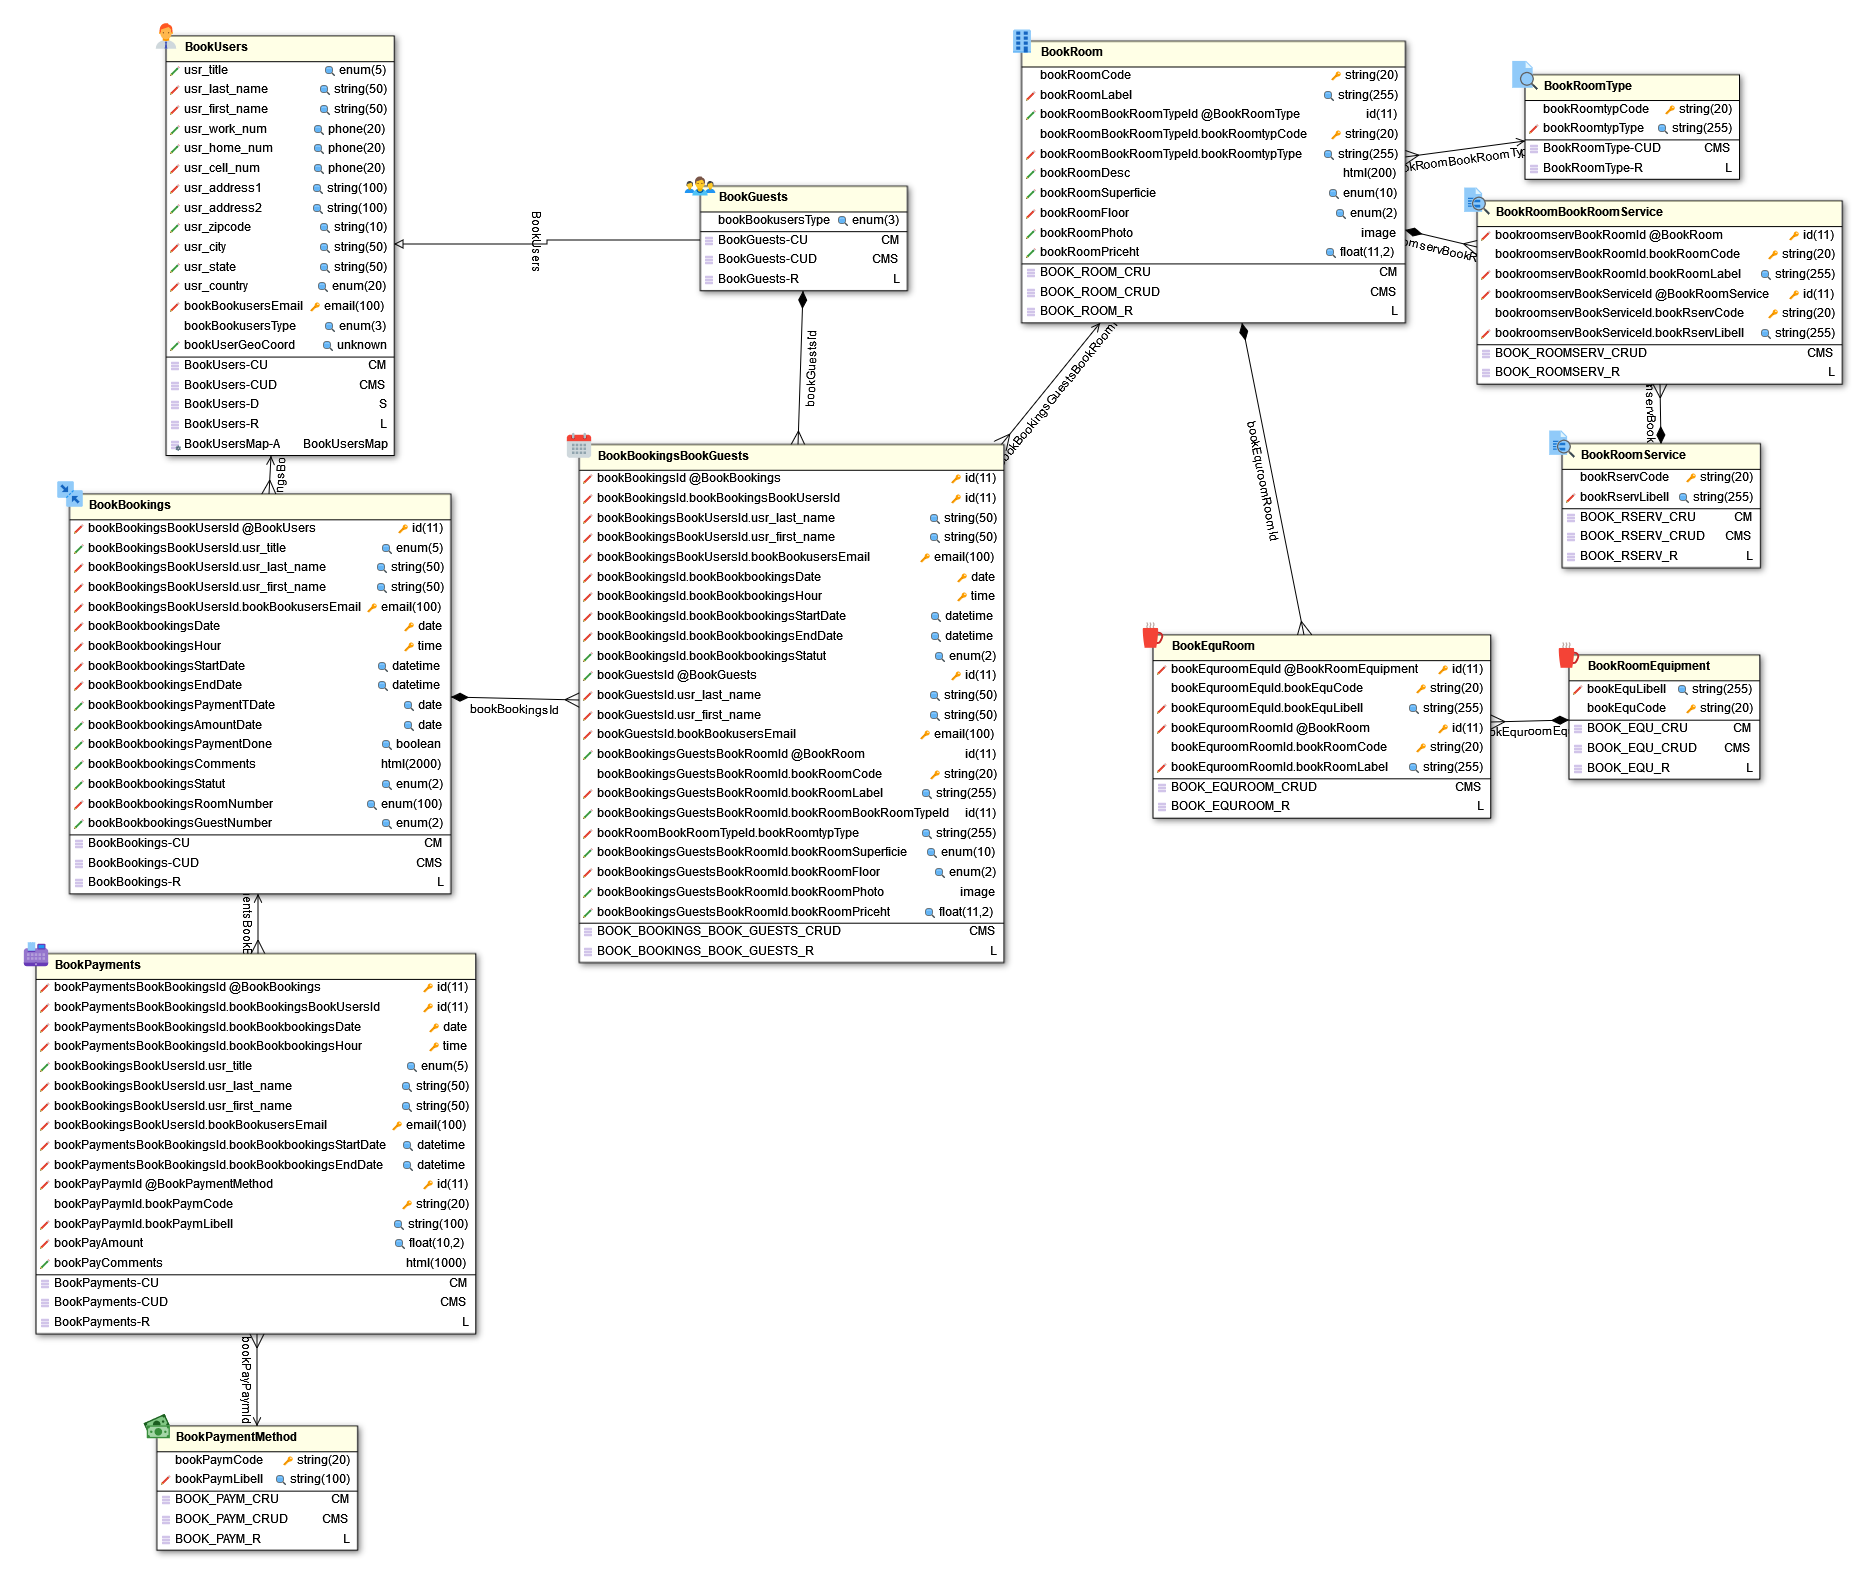 BookUsers
usr_title enum(5)
usr_last_name string(50)
usr_first_name string(50)
usr_work_num phone(20)
usr_home_num phone(20)
usr_cell_num phone(20)
usr_address1 string(100)
usr_address2 string(100)
usr_zipcode string(10)
usr_city string(50)
usr_state string(50)
usr_country enum(20)
bookBookusersEmail email(100)
bookBookusersType enum(3)
bookUserGeoCoord unknown
BookUsers-CU CM
BookUsers-CUD CMS
BookUsers-D S
BookUsers-R L
BookUsersMap-A BookUsersMap
BookUsers
BookGuests
bookBookusersType enum(3)
BookGuests-CU CM
BookGuests-CUD CMS
BookGuests-R L
bookGuestsId
BookRoom
bookRoomCode string(20)
bookRoomLabel string(255)
bookRoomBookRoomTypeId @BookRoomType id(11)
bookRoomBookRoomTypeId.bookRoomtypCode string(20)
bookRoomBookRoomTypeId.bookRoomtypType string(255)
bookRoomDesc html(200)
bookRoomSuperficie enum(10)
bookRoomFloor enum(2)
bookRoomPhoto image
bookRoomPriceht float(11,2)
BOOK_ROOM_CRU CM
BOOK_ROOM_CRUD CMS
BOOK_ROOM_R L
okRoomBookRoomTy
BookRoomType
bookRoomtypCode string(20)
bookRoomtypType string(255)
BookRoomType-CUD CMS
BookRoomType-R L
omservBookR
BookRoomBookRoomService
bookroomservBookRoomId @BookRoom id(11)
bookroomservBookRoomId.bookRoomCode string(20)
bookroomservBookRoomId.bookRoomLabel string(255)
bookroomservBookServiceId @BookRoomService id(11)
bookroomservBookServiceId.bookRservCode string(20)
bookroomservBookServiceId.bookRservLibell string(255)
BOOK_ROOMSERV_CRUD CMS
BOOK_ROOMSERV_R L
mservBook
BookRoomService
bookRservCode string(20)
bookRservLibell string(255)
BOOK_RSERV_CRU CM
BOOK_RSERV_CRUD CMS
BOOK_RSERV_R L
ookBookingsGuestsBookRoomI
bookEquroomRoomId
ngsBo
BookBookings
bookBookingsBookUsersId @BookUsers id(11)
bookBookingsBookUsersId.usr_title enum(5)
bookBookingsBookUsersId.usr_last_name string(50)
bookBookingsBookUsersId.usr_first_name string(50)
bookBookingsBookUsersId.bookBookusersEmail email(100)
bookBookbookingsDate date
bookBookbookingsHour time
bookBookbookingsStartDate datetime
bookBookbookingsEndDate datetime
bookBookbookingsPaymentTDate date
bookBookbookingsAmountDate date
bookBookbookingsPaymentDone boolean
bookBookbookingsComments html(2000)
bookBookbookingsStatut enum(2)
bookBookbookingsRoomNumber enum(100)
bookBookbookingsGuestNumber enum(2)
BookBookings-CU CM
BookBookings-CUD CMS
BookBookings-R L
bookBookingsId
BookBookingsBookGuests
bookBookingsId @BookBookings id(11)
bookBookingsId.bookBookingsBookUsersId id(11)
bookBookingsBookUsersId.usr_last_name string(50)
bookBookingsBookUsersId.usr_first_name string(50)
bookBookingsBookUsersId.bookBookusersEmail email(100)
bookBookingsId.bookBookbookingsDate date
bookBookingsId.bookBookbookingsHour time
bookBookingsId.bookBookbookingsStartDate datetime
bookBookingsId.bookBookbookingsEndDate datetime
bookBookingsId.bookBookbookingsStatut enum(2)
bookGuestsId @BookGuests id(11)
bookGuestsId.usr_last_name string(50)
bookGuestsId.usr_first_name string(50)
bookGuestsId.bookBookusersEmail email(100)
bookBookingsGuestsBookRoomId @BookRoom id(11)
bookBookingsGuestsBookRoomId.bookRoomCode string(20)
bookBookingsGuestsBookRoomId.bookRoomLabel string(255)
bookBookingsGuestsBookRoomId.bookRoomBookRoomTypeId id(11)
bookRoomBookRoomTypeId.bookRoomtypType string(255)
bookBookingsGuestsBookRoomId.bookRoomSuperficie enum(10)
bookBookingsGuestsBookRoomId.bookRoomFloor enum(2)
bookBookingsGuestsBookRoomId.bookRoomPhoto image
bookBookingsGuestsBookRoomId.bookRoomPriceht float(11,2)
BOOK_BOOKINGS_BOOK_GUESTS_CRUD CMS
BOOK_BOOKINGS_BOOK_GUESTS_R L
BookEquRoom
bookEquroomEquId @BookRoomEquipment id(11)
bookEquroomEquId.bookEquCode string(20)
bookEquroomEquId.bookEquLibell string(255)
bookEquroomRoomId @BookRoom id(11)
bookEquroomRoomId.bookRoomCode string(20)
bookEquroomRoomId.bookRoomLabel string(255)
BOOK_EQUROOM_CRUD CMS
BOOK_EQUROOM_R L
okEquroomEq
BookRoomEquipment
bookEquLibell string(255)
bookEquCode string(20)
BOOK_EQU_CRU CM
BOOK_EQU_CRUD CMS
BOOK_EQU_R L
entsBookB
BookPayments
bookPaymentsBookBookingsId @BookBookings id(11)
bookPaymentsBookBookingsId.bookBookingsBookUsersId id(11)
bookPaymentsBookBookingsId.bookBookbookingsDate date
bookPaymentsBookBookingsId.bookBookbookingsHour time
bookBookingsBookUsersId.usr_title enum(5)
bookBookingsBookUsersId.usr_last_name string(50)
bookBookingsBookUsersId.usr_first_name string(50)
bookBookingsBookUsersId.bookBookusersEmail email(100)
bookPaymentsBookBookingsId.bookBookbookingsStartDate datetime
bookPaymentsBookBookingsId.bookBookbookingsEndDate datetime
bookPayPaymId @BookPaymentMethod id(11)
bookPayPaymId.bookPaymCode string(20)
bookPayPaymId.bookPaymLibell string(100)
bookPayAmount float(10,2)
bookPayComments html(1000)
BookPayments-CU CM
BookPayments-CUD CMS
BookPayments-R L
bookPayPaymId
BookPaymentMethod
bookPaymCode string(20)
bookPaymLibell string(100)
BOOK_PAYM_CRU CM
BOOK_PAYM_CRUD CMS
BOOK_PAYM_R L